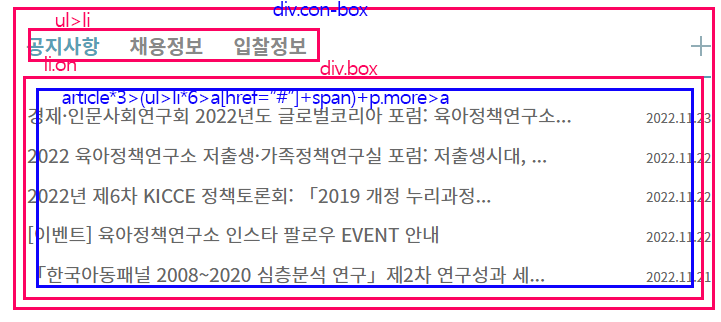 div.con-box
ul>li
공지사항 채용정보 입찰정보
li.on
div.box
article*3>(ul>li*6>a[href="#"]+span)+p.more>a
경제·인문사회연구회 2022년도 글로벌코리아 포럼: 육아정책연구소... 2022.11.23
2022 육아정책연구소 저출생·가족정책연구실 포럼: 저출생시대, ... 2022.11.22
2022년 제6차 KICCE 정책토론회: 「2019 개정 누리과정... 2022.11.22
[이벤트] 육아정책연구소 인스타 팔로우 EVENT 안내 2022.11.22
「한국아동패널 2008~2020 심층분석 연구」제2차 연구성과 세... 2022.11.21